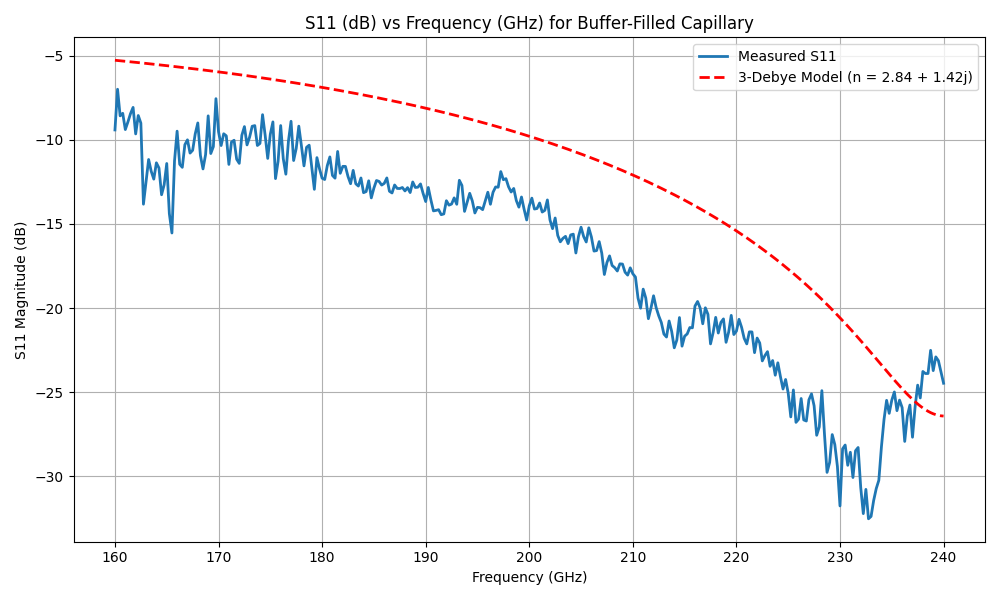 S11 (dB) vs Frequency (GHz) for Buffer-Filled Capillary
Measured S11
3-Debye Model (n = 2.84 + 1.42j)
S11 Magnitude (dB)
−5
−10
−15
−20
−25
−30
160 170 180 190 200 210 220 230 240
Frequency (GHz)